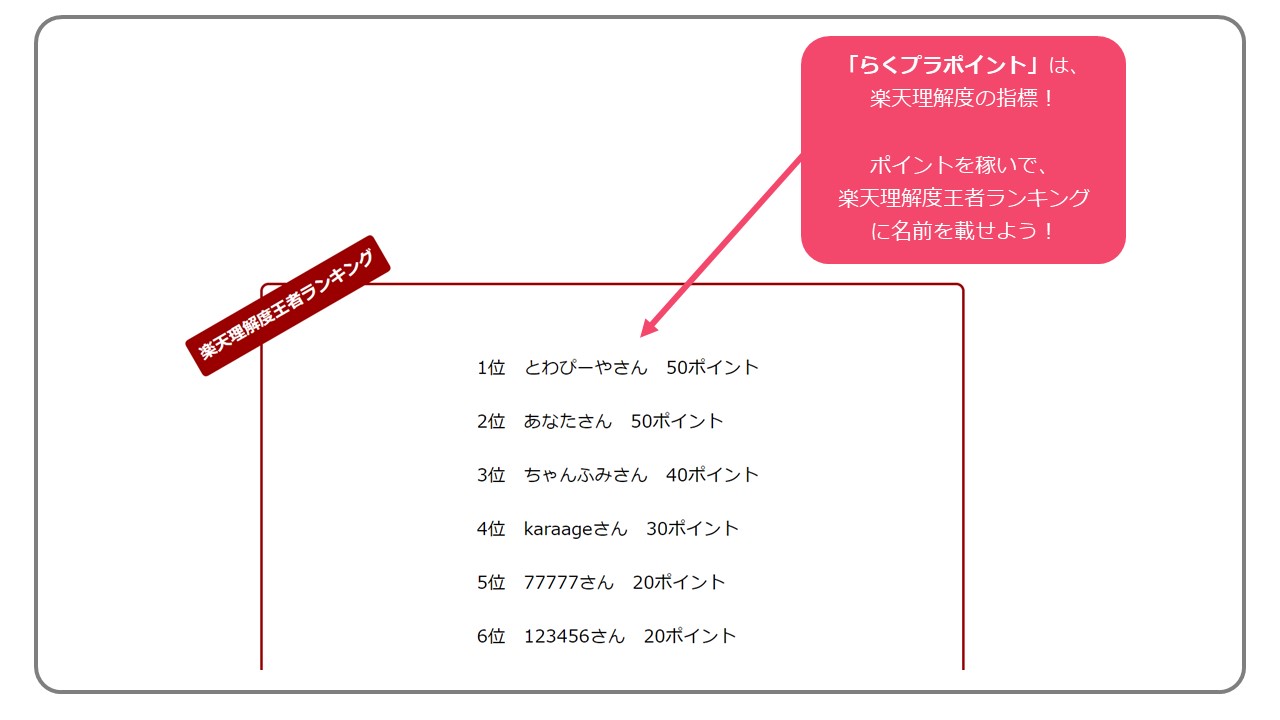 「らくプラポイント」は、
楽天理解度の指標！
ポイントを稼いで、
楽天理解度王者ランキング
に名前を載せよう！
楽天理解度王者ランキング
1位　とわぴーやさん　50ポイント
2位　あなたさん　50ポイント
3位　ちゃんふみさん　40ポイント
4位　karaageさん　30ポイント
5位　77777さん　20ポイント
6位　123456さん　20ポイント